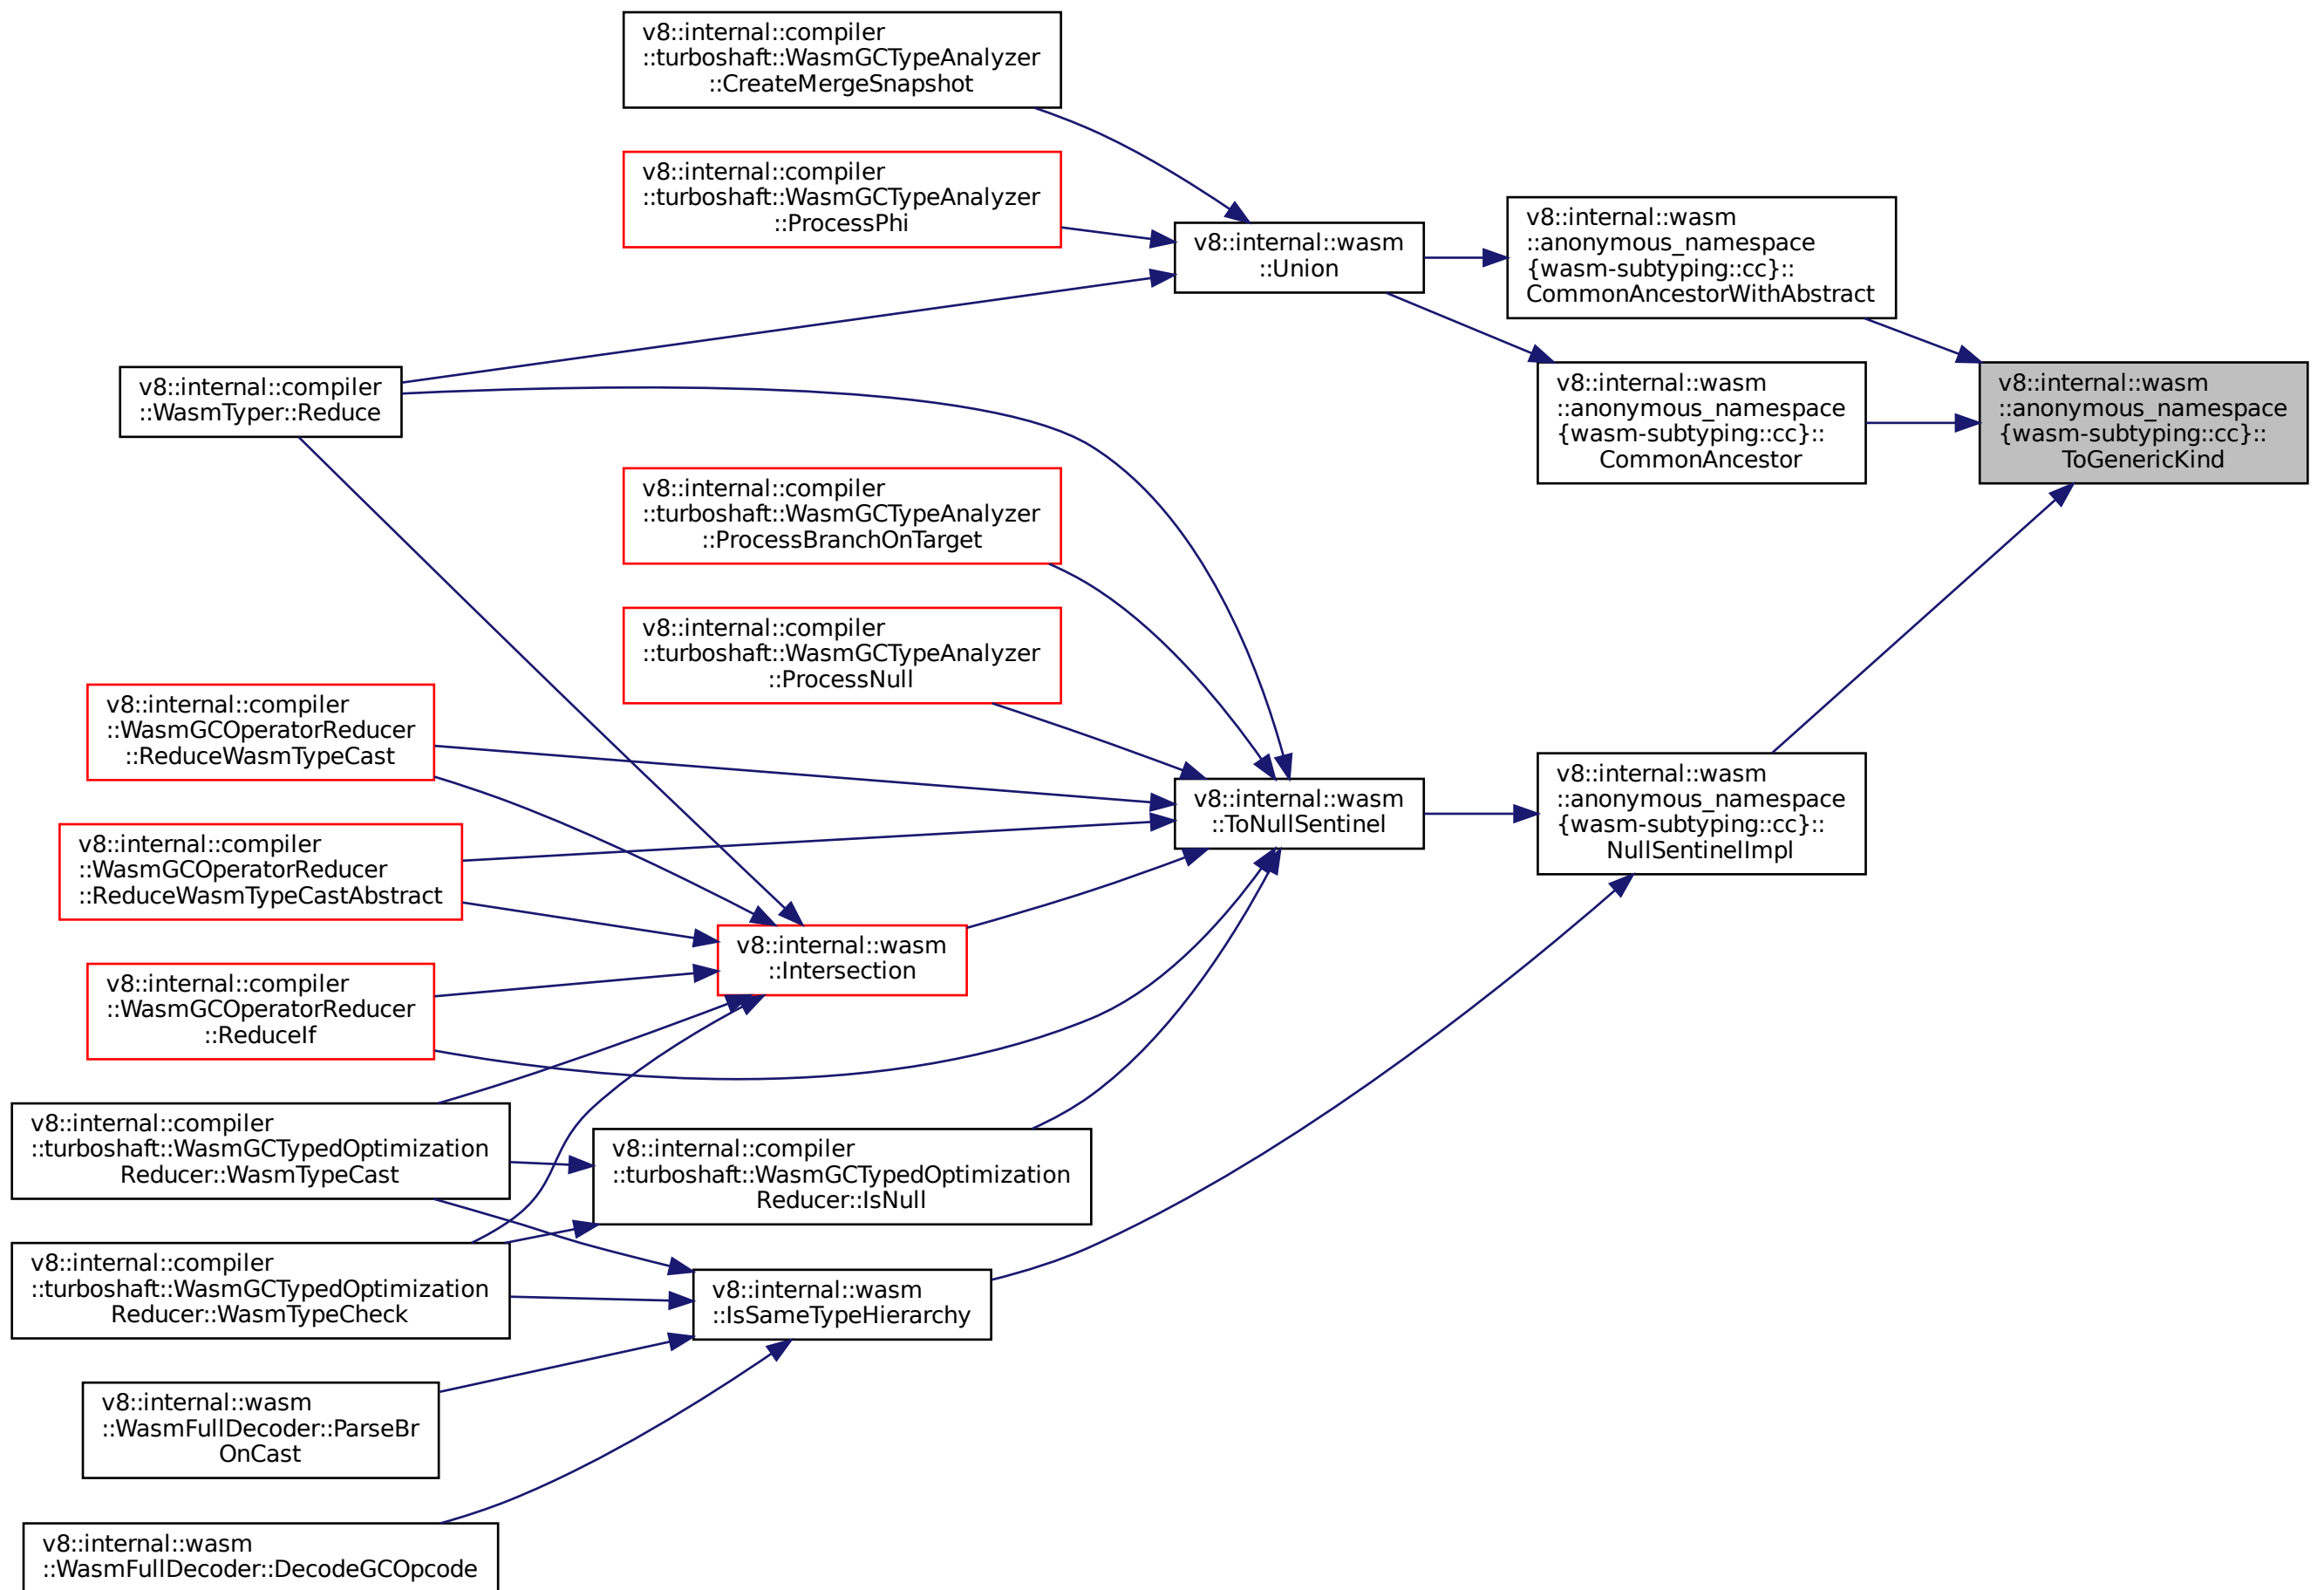 v8::internal::compiler
::turboshaft::WasmGCTypeAnalyzer
::CreateMergeSnapshot
v8::internal::compiler
::turboshaft::WasmGCTypeAnalyzer
::ProcessPhi
v8::internal::wasm
::Union
v8::internal::wasm
::anonymous_namespace
{wasm-subtyping::cc}::
CommonAncestorWithAbstract
v8::internal::compiler
::WasmTyper::Reduce
v8::internal::wasm
::anonymous_namespace
{wasm-subtyping::cc}::
CommonAncestor
v8::internal::wasm
::anonymous_namespace
{wasm-subtyping::cc}::
ToGenericKind
v8::internal::compiler
::turboshaft::WasmGCTypeAnalyzer
::ProcessBranchOnTarget
v8::internal::compiler
::turboshaft::WasmGCTypeAnalyzer
::ProcessNull
v8::internal::compiler
::WasmGCOperatorReducer
::ReduceWasmTypeCast
v8::internal::wasm
::ToNullSentinel
v8::internal::wasm
::anonymous_namespace
{wasm-subtyping::cc}::
NullSentinelImpl
v8::internal::compiler
::WasmGCOperatorReducer
::ReduceWasmTypeCastAbstract
v8::internal::wasm
::Intersection
v8::internal::compiler
::WasmGCOperatorReducer
::ReduceIf
v8::internal::compiler
::turboshaft::WasmGCTypedOptimization
Reducer::WasmTypeCast
v8::internal::compiler
::turboshaft::WasmGCTypedOptimization
Reducer::IsNull
v8::internal::compiler
::turboshaft::WasmGCTypedOptimization
Reducer::WasmTypeCheck
v8::internal::wasm
::IsSameTypeHierarchy
v8::internal::wasm
::WasmFullDecoder::ParseBr
OnCast
v8::internal::wasm
::WasmFullDecoder::DecodeGCOpcode